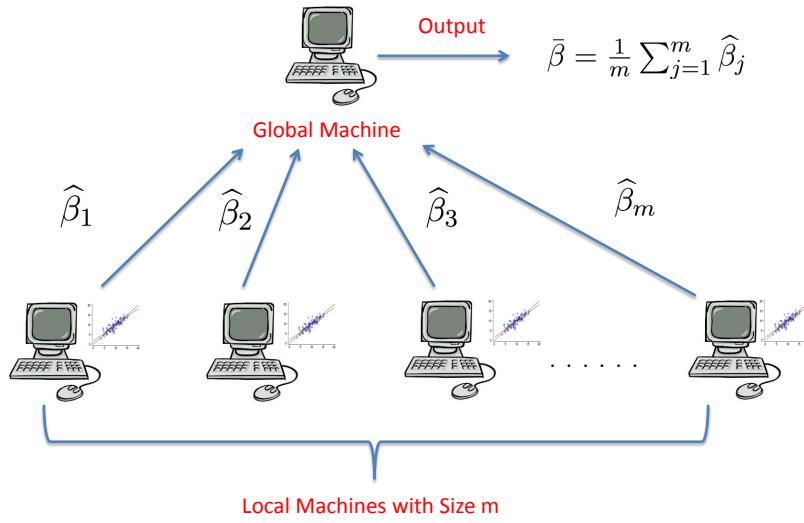 Output
β̄ = 1/m ∑_{j=1}^{m} β̂_j
Global Machine
β̂_1
β̂_2
β̂_3
β̂_m
. . . . . .
Local Machines with Size m